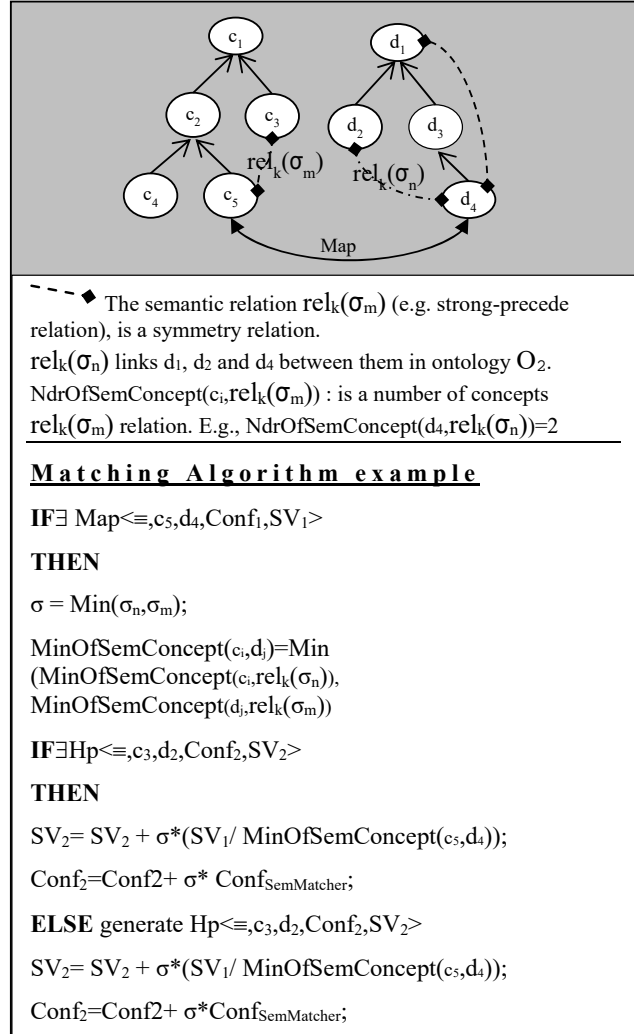 c₁ d₁
c₂ c₃ d₂ d₃
relₖ(σₘ) relₖ(σₙ)
c₄ c₅ d₄
Map
The semantic relation relₖ(σₘ) (e.g. strong-precede
relation), is a symmetry relation.
relₖ(σₙ) links d₁, d₂ and d₄ between them in ontology O₂.
NdrOfSemConcept(cᵢ,relₖ(σₘ)) : is a number of concepts
relₖ(σₘ) relation. E.g., NdrOfSemConcept(d₄,relₖ(σₙ))=2
Matching Algorithm example
IF∃ Map<≡,c₅,d₄,Conf₁,SV₁>
THEN
σ = Min(σₙ,σₘ);
MinOfSemConcept(cᵢ,dⱼ)=Min
(MinOfSemConcept(cᵢ,relₖ(σₙ)),
MinOfSemConcept(dⱼ,relₖ(σₘ))
IF∃Hp<≡,c₃,d₂,Conf₂,SV₂>
THEN
SV₂= SV₂ + σ*(SV₁/ MinOfSemConcept(c₅,d₄));
Conf₂=Conf2+ σ* Conf_SemMatcher;
ELSE generate Hp<≡,c₃,d₂,Conf₂,SV₂>
SV₂= SV₂ + σ*(SV₁/ MinOfSemConcept(c₅,d₄));
Conf₂=Conf2+ σ*Conf_SemMatcher;